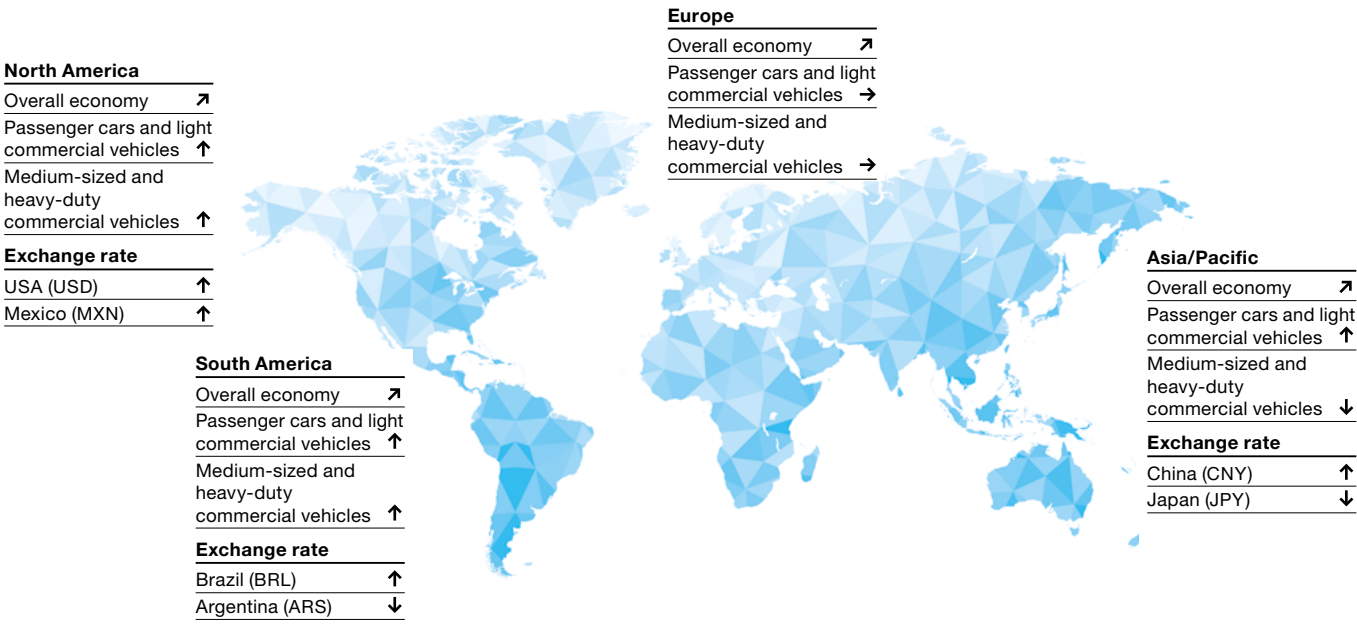 North America
Overall economy ↗
Passenger cars and light
commercial vehicles ↑
Medium-sized and
heavy-duty
commercial vehicles ↑
Exchange rate
USA (USD) ↑
Mexico (MXN) ↑
South America
Overall economy ↗
Passenger cars and light
commercial vehicles ↑
Medium-sized and
heavy-duty
commercial vehicles ↑
Exchange rate
Brazil (BRL) ↑
Argentina (ARS) ↓
Europe
Overall economy ↗
Passenger cars and light
commercial vehicles →
Medium-sized and
heavy-duty
commercial vehicles →
Asia/Pacific
Overall economy ↗
Passenger cars and light
commercial vehicles ↑
Medium-sized and
heavy-duty
commercial vehicles ↓
Exchange rate
China (CNY) ↑
Japan (JPY) ↓